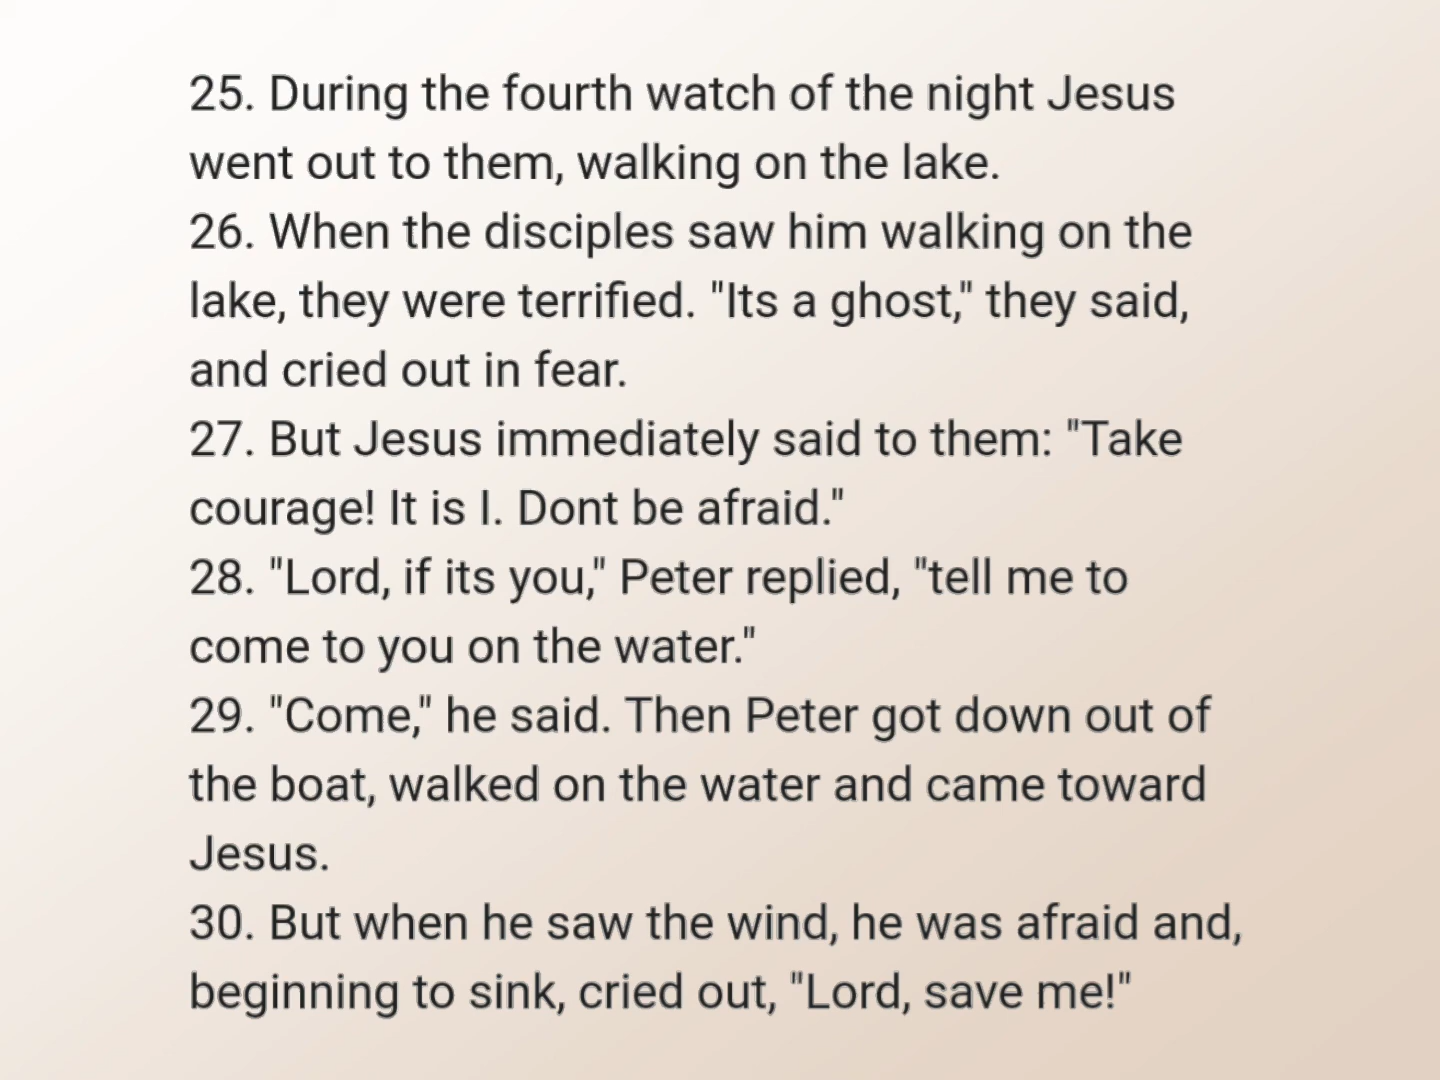 25. During the fourth watch of the night Jesus
went out to them, walking on the lake.
26. When the disciples saw him walking on the
lake, they were terrified. "Its a ghost," they said,
and cried out in fear.
27. But Jesus immediately said to them: "Take
courage! It is I. Dont be afraid."
28. "Lord, if its you," Peter replied, "tell me to
come to you on the water."
29. "Come," he said. Then Peter got down out of
the boat, walked on the water and came toward
Jesus.
30. But when he saw the wind, he was afraid and,
beginning to sink, cried out, "Lord, save me!"